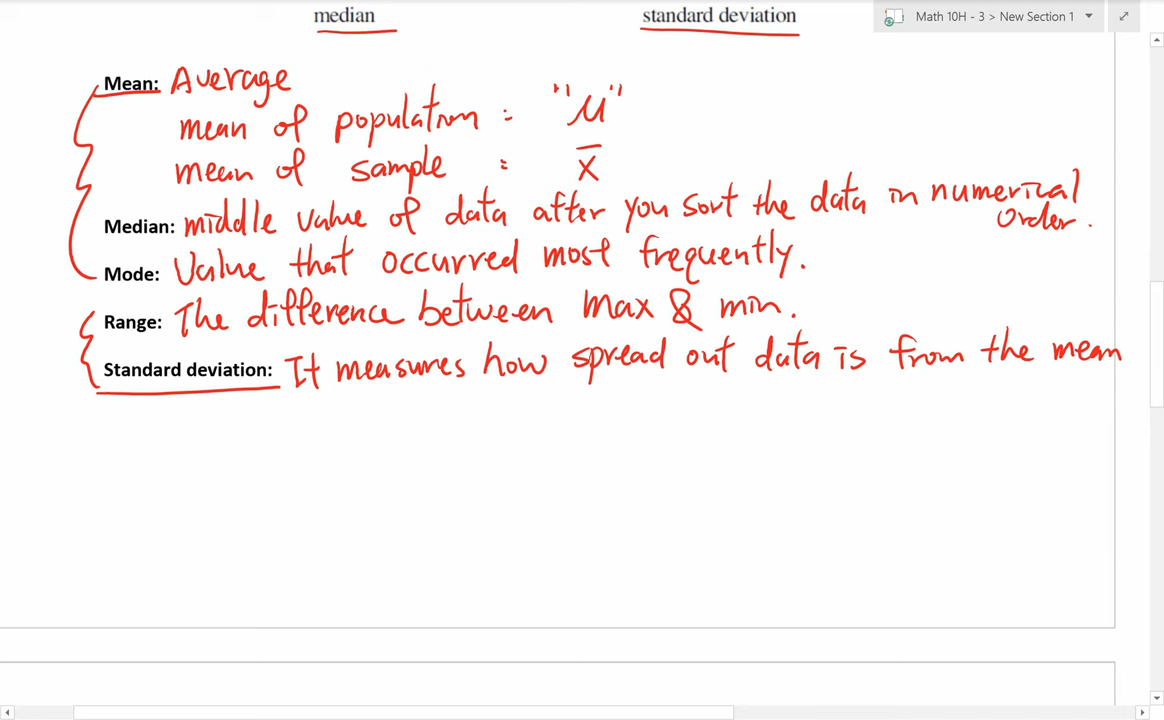 median standard deviation Math 10H - 3 > New Section 1
Mean: Average
mean of population : "μ"
mean of sample : x̄
Median: middle value of data after you sort the data in numerical
order.
Mode: Value that occurred most frequently.
Range: The difference between max & min.
Standard deviation: It measures how spread out data is from the mean